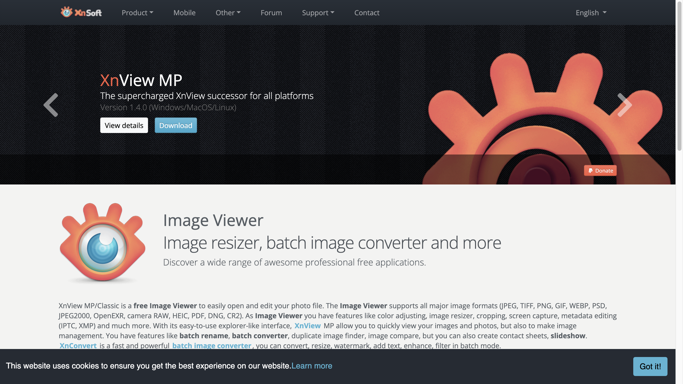 XnSoft Product Mobile Other Forum Support Contact English
XnView MP
The supercharged XnView successor for all platforms
Version 1.4.0 (Windows/MacOS/Linux)
View details Download
Donate
Image Viewer
Image resizer, batch image converter and more
Discover a wide range of awesome professional free applications.
XnView MP/Classic is a free Image Viewer to easily open and edit your photo file. The Image Viewer supports all major image formats (JPEG, TIFF, PNG, GIF, WEBP, PSD,
JPEG2000, OpenEXR, camera RAW, HEIC, PDF, DNG, CR2). As Image Viewer you have features like color adjusting, image resizer, cropping, screen capture, metadata editing
(IPTC, XMP) and much more. With its easy-to-use explorer-like interface, XnView MP allow you to quickly view your images and photos, but also to make image
management. You have features like batch rename, batch converter, duplicate image finder, image compare, but you can also create contact sheets, slideshow.
XnConvert is a fast and powerful batch image converter, you can convert, resize, watermark, add text, enhance, filter in batch mode.
This website uses cookies to ensure you get the best experience on our website.Learn more
Got it!